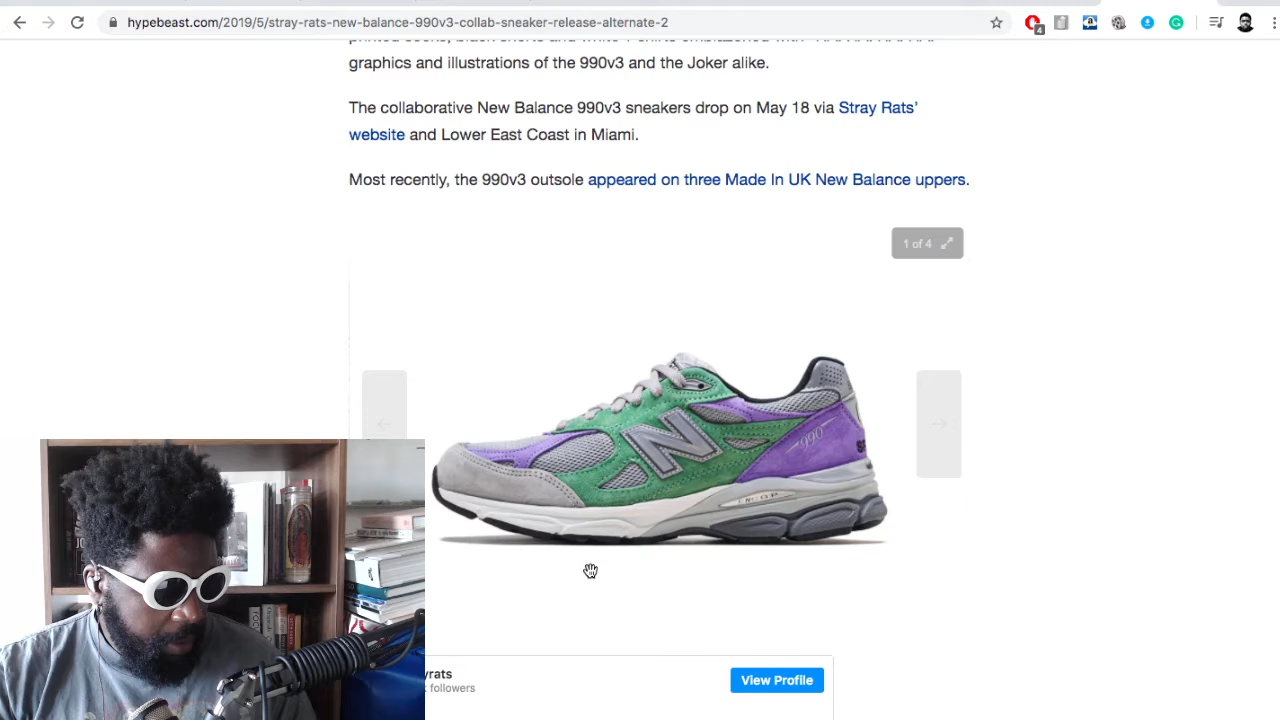 hypebeast.com/2019/5/stray-rats-new-balance-990v3-collab-sneaker-release-alternate-2
4
graphics and illustrations of the 990v3 and the Joker alike.
The collaborative New Balance 990v3 sneakers drop on May 18 via Stray Rats’
website and Lower East Coast in Miami.
Most recently, the 990v3 outsole appeared on three Made In UK New Balance uppers.
1 of 4
N
990
ENCAP
yrats
followers
View Profile